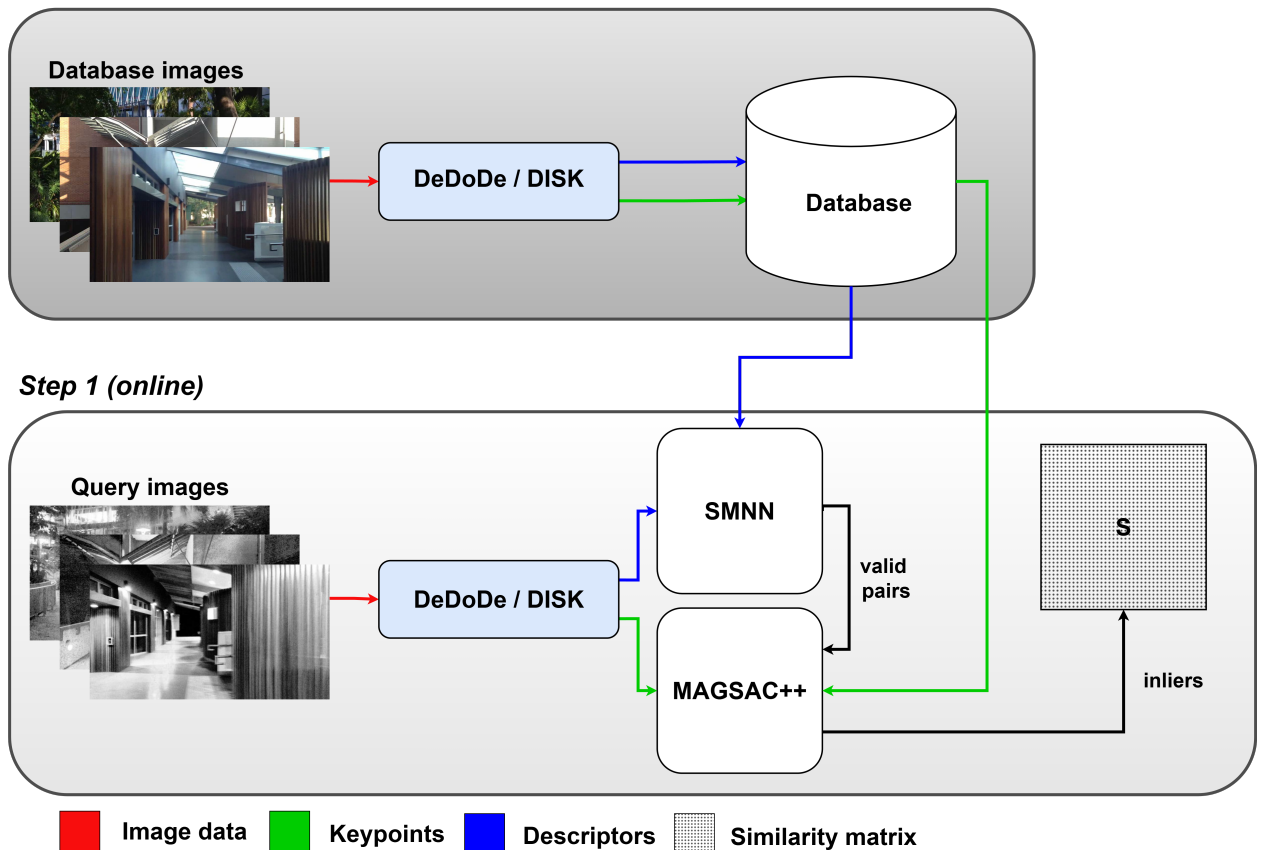 Database images
DeDoDe / DISK
Database
Step 1 (online)
Query images
DeDoDe / DISK
SMNN
valid
pairs
MAGSAC++
S
inliers
Image data
Keypoints
Descriptors
Similarity matrix